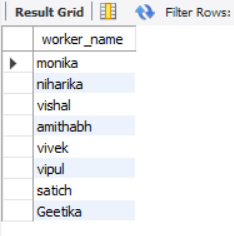 Result Grid Filter Rows:
worker_name
monika
niharika
vishal
amithabh
vivek
vipul
satich
Geetika